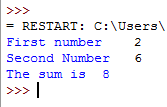 >>>
= RESTART: C:\Users\
First number    2
Second Number   6
The sum is  8
>>>